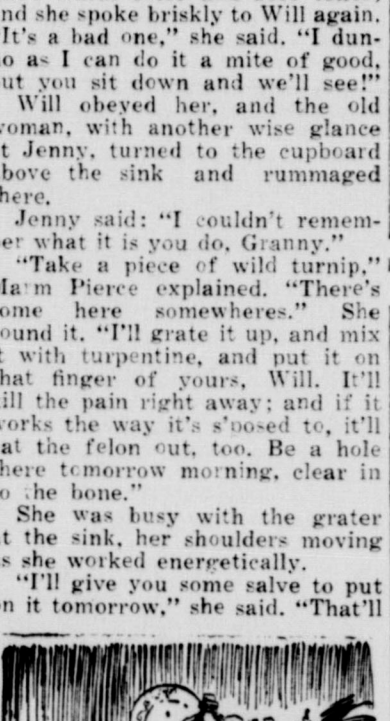 nd she spoke briskly to Will again.
It's a bad one," she said. "I dun-
o as I can do it a mite of good,
ut you sit down and we'll see!"
Will obeyed her, and the old
oman, with another wise glance
t Jenny, turned to the cupboard
bove the sink and rummaged
here.
Jenny said: "I couldn't remem-
er what it is you do, Granny."
"Take a piece of wild turnip,"
Ma'm Pierce explained. "There's
ome here somewheres." She
ound it. "I'll grate it up, and mix
t with turpentine, and put it on
hat finger of yours, Will. It'll
ill the pain right away; and if it
orks the way it's s'posed to, it'll
at the felon out, too. Be a hole
here tomorrow morning, clear in
o the bone."
She was busy with the grater
t the sink, her shoulders moving
s she worked energetically.
"I'll give you some salve to put
n it tomorrow," she said. "That'll